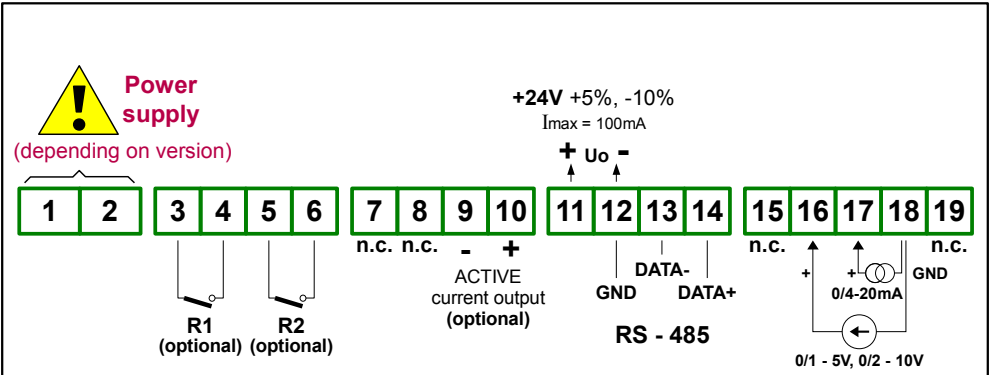 Power
supply
(depending on version)
+24V +5%, -10%
Imax = 100mA
+ Uo -
1 2 3 4 5 6 7 8 9 10 11 12 13 14 15 16 17 18 19
n.c. n.c. - + n.c. n.c.
R1
(optional)
R2
(optional)
ACTIVE
current output
(optional)
GND DATA- DATA+
RS - 485
+ + GND
0/4-20mA
0/1 - 5V, 0/2 - 10V